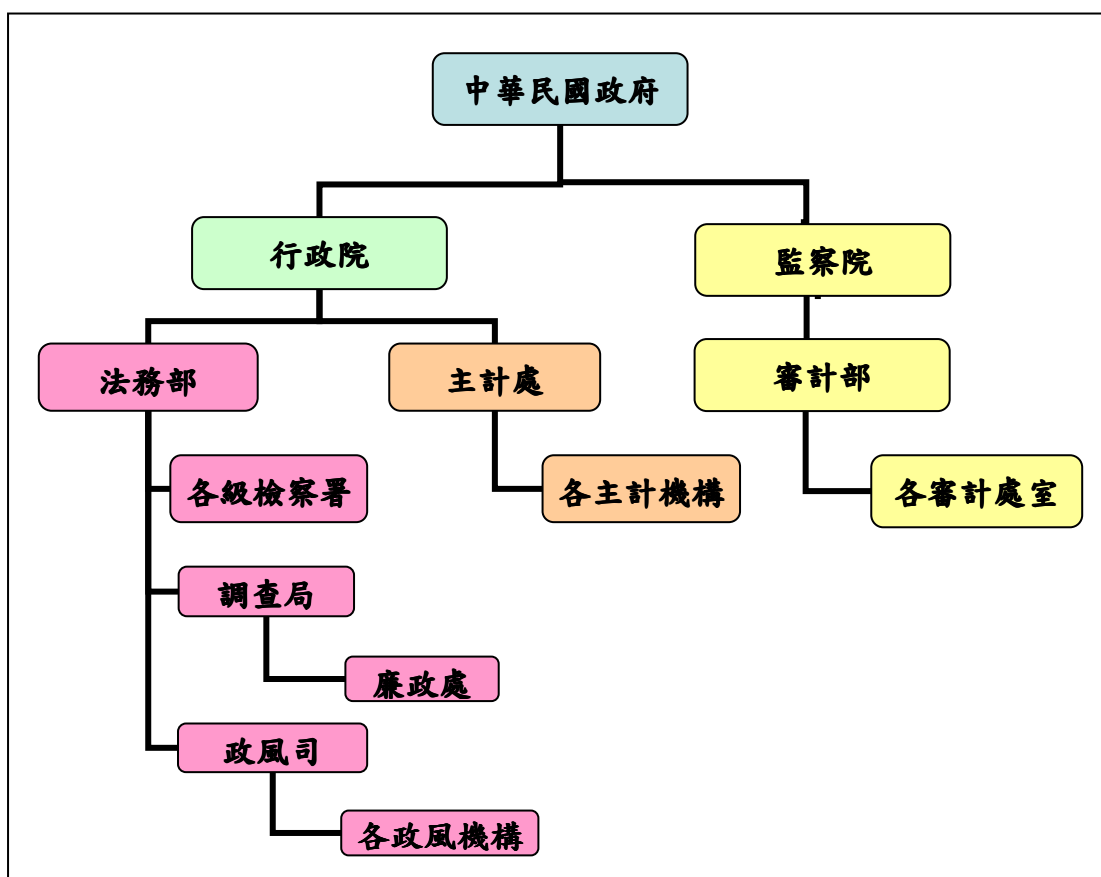 中華民國政府
行政院
監察院
法務部
主計處
審計部
各級檢察署
各主計機構
各審計處室
調查局
廉政處
政風司
各政風機構